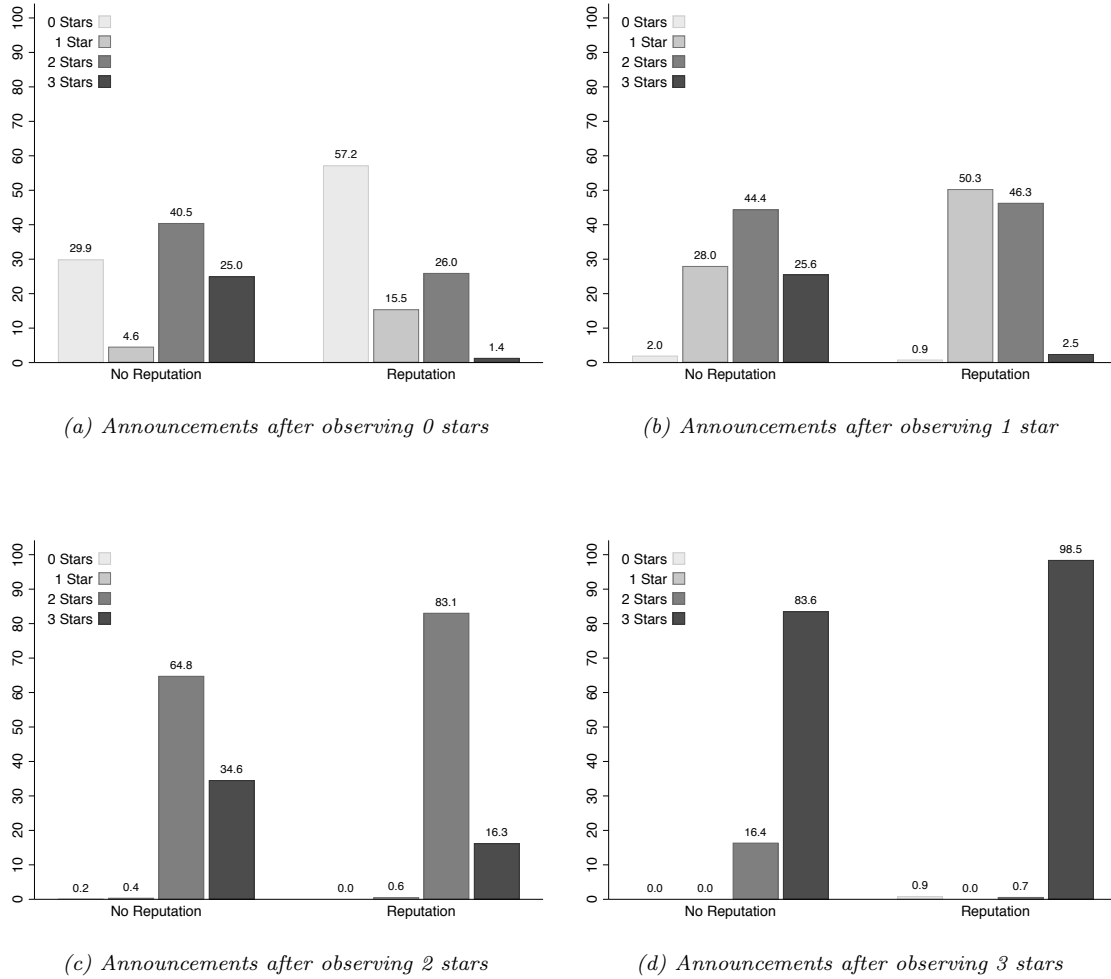 0 Stars
1 Star
2 Stars
3 Stars
0 10 20 30 40 50 60 70 80 90 100
29.9 4.6 40.5 25.0 57.2 15.5 26.0 1.4
No Reputation Reputation
(a) Announcements after observing 0 stars
0 Stars
1 Star
2 Stars
3 Stars
0 10 20 30 40 50 60 70 80 90 100
2.0 28.0 44.4 25.6 0.9 50.3 46.3 2.5
No Reputation Reputation
(b) Announcements after observing 1 star
0 Stars
1 Star
2 Stars
3 Stars
0 10 20 30 40 50 60 70 80 90 100
0.2 0.4 64.8 34.6 0.0 0.6 83.1 16.3
No Reputation Reputation
(c) Announcements after observing 2 stars
0 Stars
1 Star
2 Stars
3 Stars
0 10 20 30 40 50 60 70 80 90 100
0.0 0.0 16.4 83.6 0.9 0.0 0.7 98.5
No Reputation Reputation
(d) Announcements after observing 3 stars